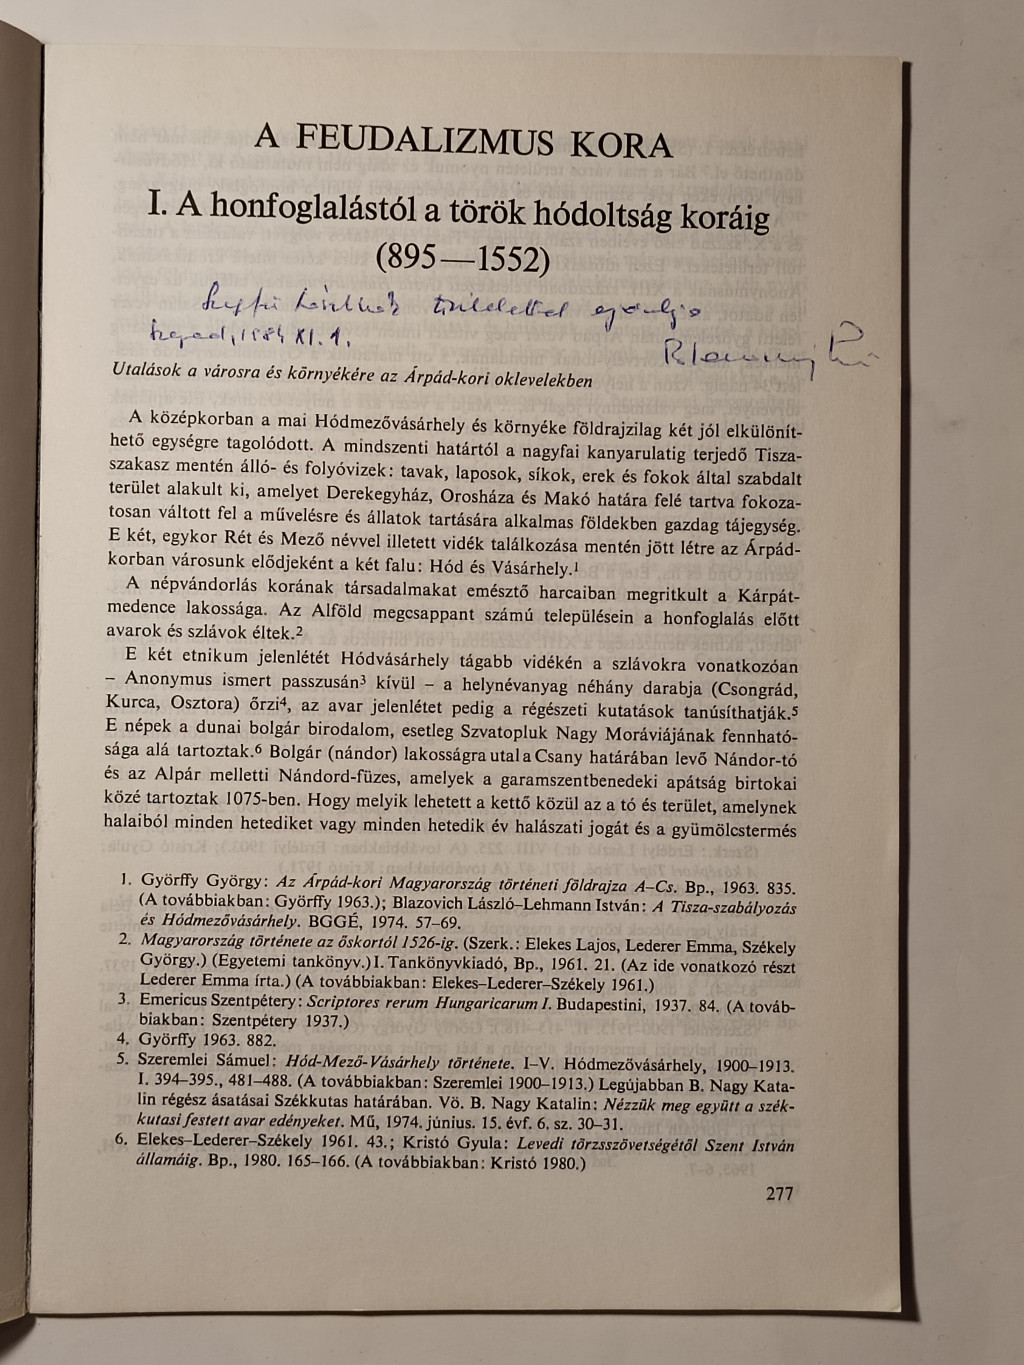 A FEUDALIZMUS KORA
I. A honfoglalástól a török hódoltság koráig
(895—1552)
tisztelettel
Szeged, 1984 XI. 1.
Utalások a városra és környékére az Árpád-kori oklevelekben
A középkorban a mai Hódmezővásárhely és környéke földrajzilag két jól elkülönít-
hető egységre tagolódott. A mindszenti határtól a nagyfai kanyarulatig terjedő Tisza-
szakasz mentén álló- és folyóvizek: tavak, laposok, síkok, erek és fokok által szabdalt
terület alakult ki, amelyet Derekegyház, Orosháza és Makó határa felé tartva fokoza-
tosan váltott fel a művelésre és állatok tartására alkalmas földekben gazdag tájegység.
E két, egykor Rét és Mező névvel illetett vidék találkozása mentén jött létre az Árpád-
korban városunk elődjeként a két falu: Hód és Vásárhely.1
A népvándorlás korának társadalmakat emésztő harcaiban megritkult a Kárpát-
medence lakossága. Az Alföld megcsappant számú településein a honfoglalás előtt
avarok és szlávok éltek.2
E két etnikum jelenlétét Hódvásárhely tágabb vidékén a szlávokra vonatkozóan
– Anonymus ismert passzusán3 kívül – a helynévanyag néhány darabja (Csongrád,
Kurca, Osztora) őrzi4, az avar jelenlétet pedig a régészeti kutatások tanúsíthatják.5
E népek a dunai bolgár birodalom, esetleg Szvatopluk Nagy Moráviájának fennható-
sága alá tartoztak.6 Bolgár (nándor) lakosságra utal a Csany határában levő Nándor-tó
és az Alpár melletti Nándord-füzes, amelyek a garamszentbenedeki apátság birtokai
közé tartoztak 1075-ben. Hogy melyik lehetett a kettő közül az a tó és terület, amelynek
halaiból minden hetediket vagy minden hetedik év halászati jogát és a gyümölcstermés
1. Györffy György: Az Árpád-kori Magyarország történeti földrajza A–Cs. Bp., 1963. 835.
(A továbbiakban: Györffy 1963.); Blazovich László–Lehmann István: A Tisza-szabályozás
és Hódmezővásárhely. BGGÉ, 1974. 57–69.
2. Magyarország története az őskortól 1526-ig. (Szerk.: Elekes Lajos, Lederer Emma, Székely
György.) (Egyetemi tankönyv.) I. Tankönyvkiadó, Bp., 1961. 21. (Az ide vonatkozó részt
Lederer Emma írta.) (A továbbiakban: Elekes–Lederer–Székely 1961.)
3. Emericus Szentpétery: Scriptores rerum Hungaricarum I. Budapestini, 1937. 84. (A továb-
biakban: Szentpétery 1937.)
4. Györffy 1963. 882.
5. Szeremlei Sámuel: Hód-Mező-Vásárhely története. I–V. Hódmezővásárhely, 1900–1913.
I. 394–395., 481–488. (A továbbiakban: Szeremlei 1900–1913.) Legújabban B. Nagy Kata-
lin régész ásatásai Székkutas határában. Vö. B. Nagy Katalin: Nézzük meg együtt a szék-
kutasi festett avar edényeket. Mű, 1974. június. 15. évf. 6. sz. 30–31.
6. Elekes–Lederer–Székely 1961. 43.; Kristó Gyula: Levedi törzsszövetségétől Szent István
államáig. Bp., 1980. 165–166. (A továbbiakban: Kristó 1980.)
277